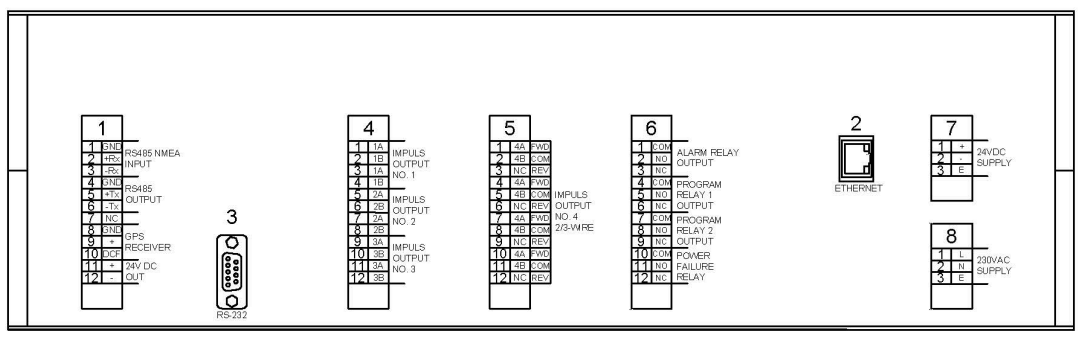 1
1 GND
2 +Rx
3 -Rx
4 GND
5 +Tx
6 -Tx
7 NC
8 GND
9 +
10 DCF
11 +
12 -
RS485 NMEA
INPUT
RS485
OUTPUT
GPS
RECEIVER
24V DC
OUT
3
RS-232
4
1 1A
2 1B
3 1A
4 1B
5 2A
6 2B
7 2A
8 2B
9 3A
10 3B
11 3A
12 3B
IMPULS
OUTPUT
NO. 1
IMPULS
OUTPUT
NO. 2
IMPULS
OUTPUT
NO. 3
5
1 4A FWD
2 4B COM
3 NC REV
4 4A FWD
5 4B COM
6 NC REV
7 4A FWD
8 4B COM
9 NC REV
10 4A FWD
11 4B COM
12 NC REV
IMPULS
OUTPUT
NO. 4
2/3-WIRE
6
1 COM
2 NO
3 NC
4 COM
5 NO
6 NC
7 COM
8 NO
9 NC
10 COM
11 NO
12 NC
ALARM RELAY
OUTPUT
PROGRAM
RELAY 1
OUTPUT
PROGRAM
RELAY 2
OUTPUT
POWER
FAILURE
RELAY
2
ETHERNET
7
1 +
2 -
3 E
24VDC
SUPPLY
8
1 L
2 N
3 E
230VAC
SUPPLY